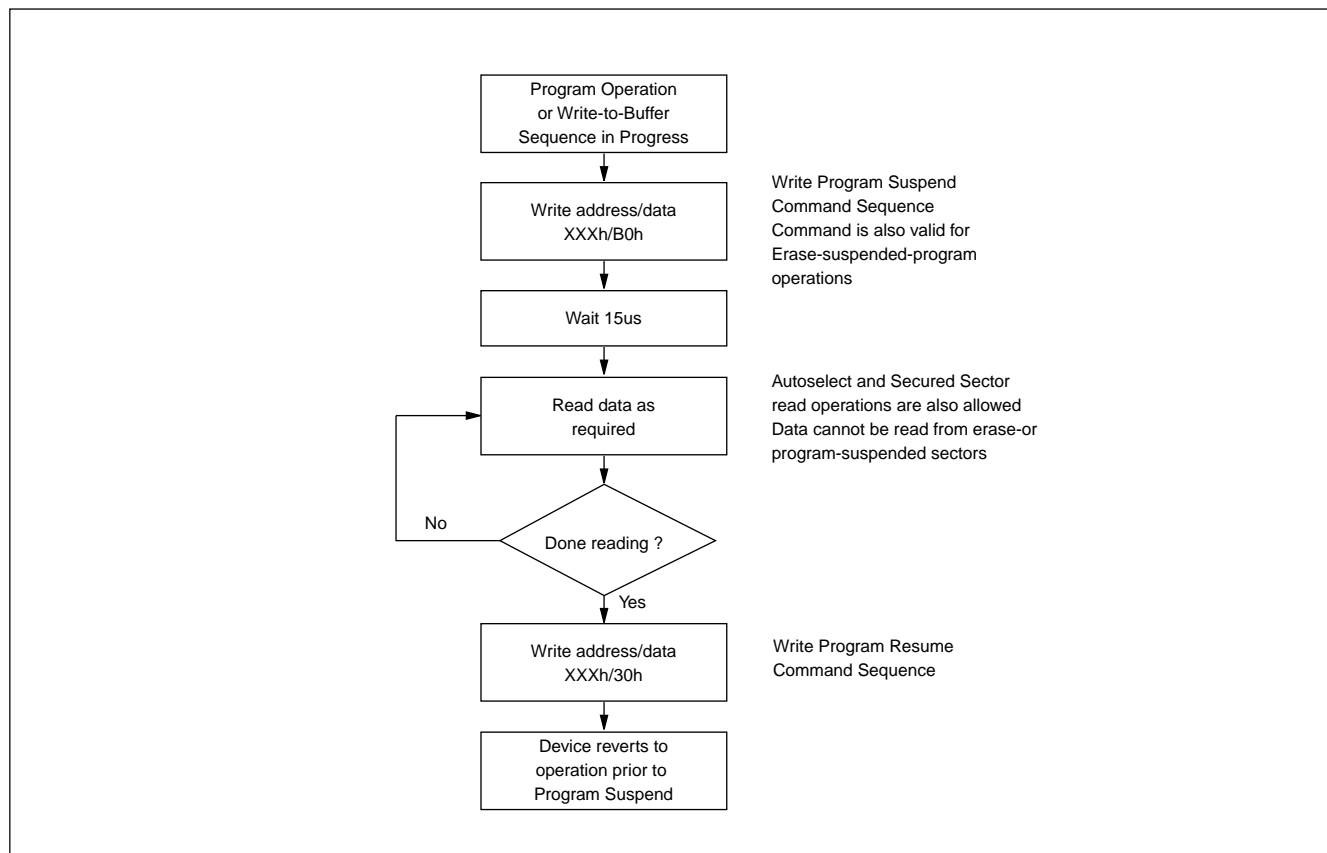 Program Operation
or Write-to-Buffer
Sequence in Progress
Write address/data
XXXh/B0h
Write Program Suspend
Command Sequence
Command is also valid for
Erase-suspended-program
operations
Wait 15us
Read data as
required
Autoselect and Secured Sector
read operations are also allowed
Data cannot be read from erase-or
program-suspended sectors
No
Done reading ?
Yes
Write address/data
XXXh/30h
Write Program Resume
Command Sequence
Device reverts to
operation prior to
Program Suspend